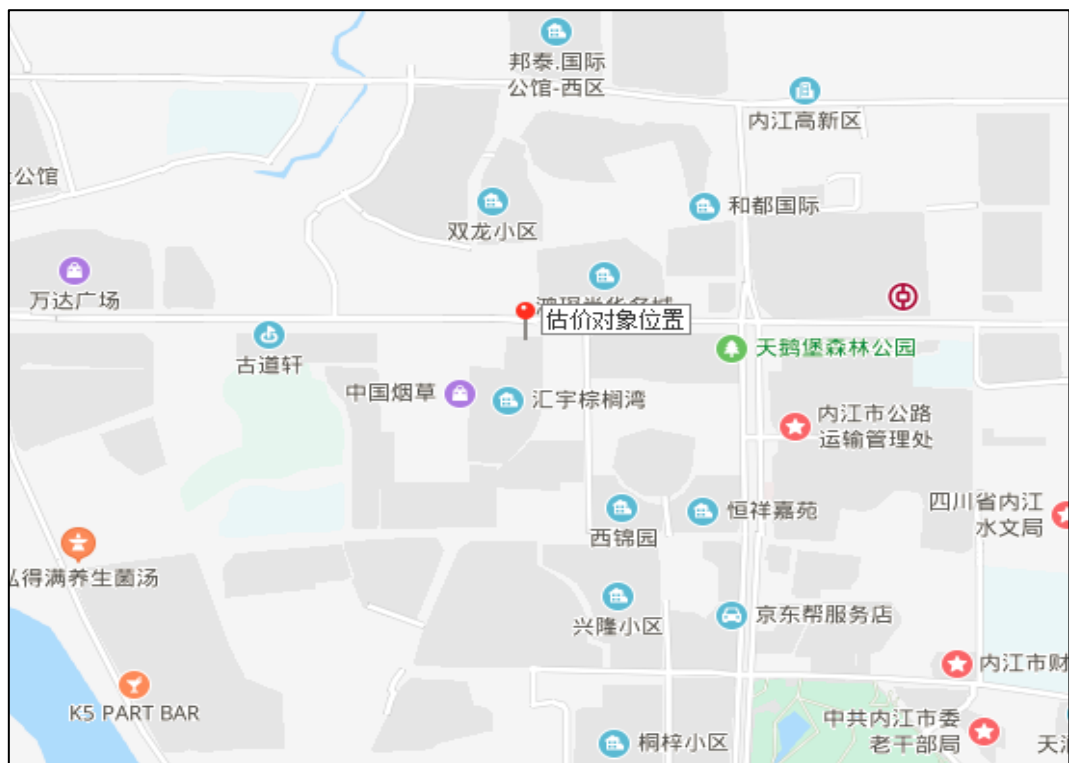 邦泰.国际
公馆-西区
内江高新区
公馆
双龙小区
和都国际
万达广场
估价对象位置
古道轩
天鹅堡森林公园
中国烟草
汇宇棕榈湾
内江市公路
运输管理处
西锦园
恒祥嘉苑
四川省内江
水文局
得满养生菌汤
兴隆小区
京东帮服务店
内江市财
K5 PART BAR
中共内江市委
老干部局
桐梓小区